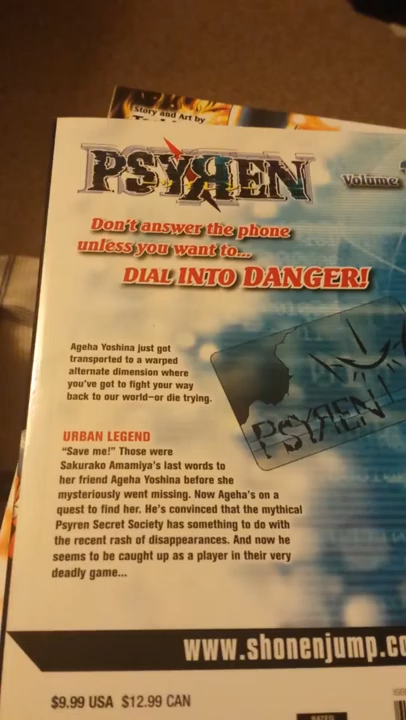 Story and Art by
PSYREN
Volume
Don't answer the phone
unless you want to...
DIAL INTO DANGER!
Ageha Yoshina just got
transported to a warped
alternate dimension where
you've got to fight your way
back to our world—or die trying.
PSYREN
URBAN LEGEND
"Save me!" Those were
Sakurako Amamiya's last words to
her friend Ageha Yoshina before she
mysteriously went missing. Now Ageha's on a
quest to find her. He's convinced that the mythical
Psyren Secret Society has something to do with
the recent rash of disappearances. And now he
seems to be caught up as a player in their very
deadly game...
www.shonenjump.co
$9.99 USA $12.99 CAN
RATED